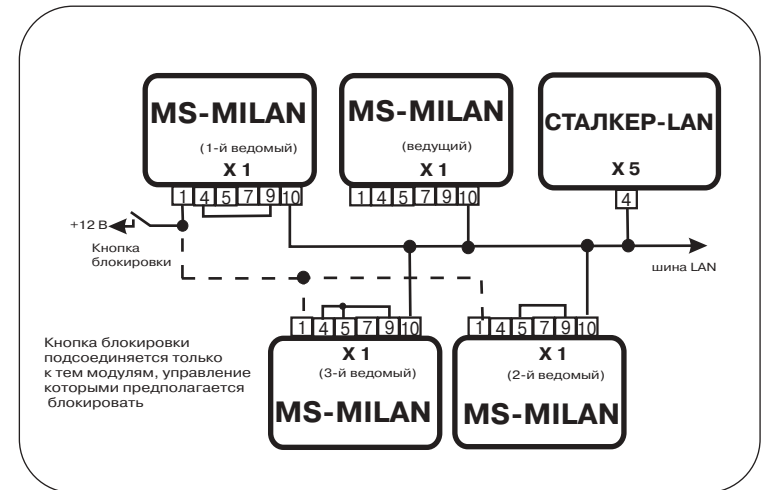 MS-MILAN
(1-й ведомый)
X 1
1 4 5 7 9 10
MS-MILAN
(ведущий)
X 1
1 4 5 7 9 10
СТАЛКЕР-LAN
X 5
4
+12 В
Кнопка
блокировки
шина LAN
1 4 5 7 9 10
X 1
(3-й ведомый)
MS-MILAN
1 4 5 7 9 10
X 1
(2-й ведомый)
MS-MILAN
Кнопка блокировки
подсоединяется только
к тем модулям, управление
которыми предполагается
блокировать